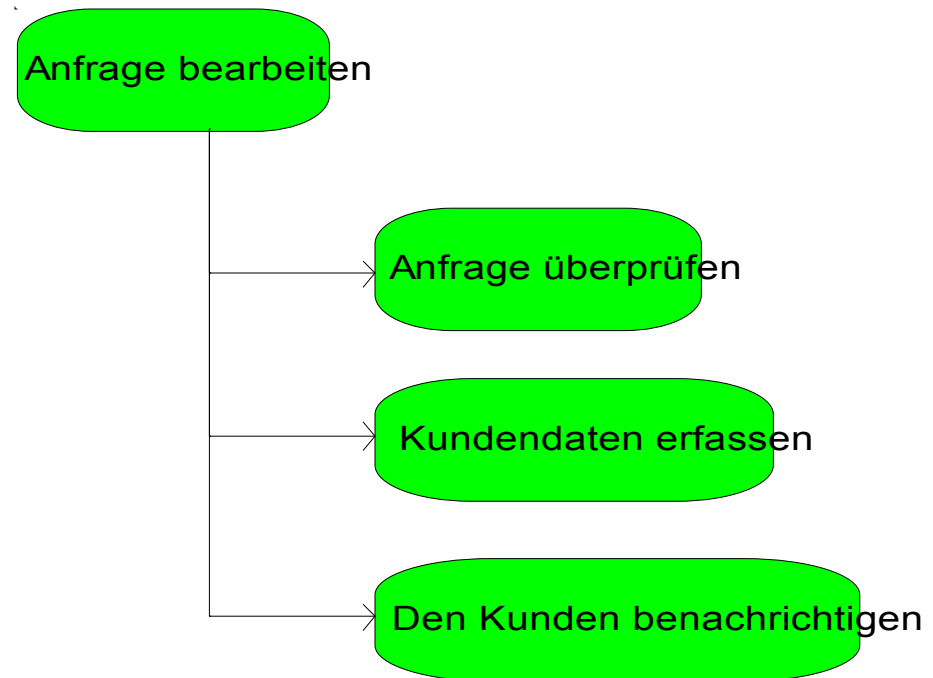 Anfrage bearbeiten
Anfrage überprüfen
Kundendaten erfassen
Den Kunden benachrichtigen